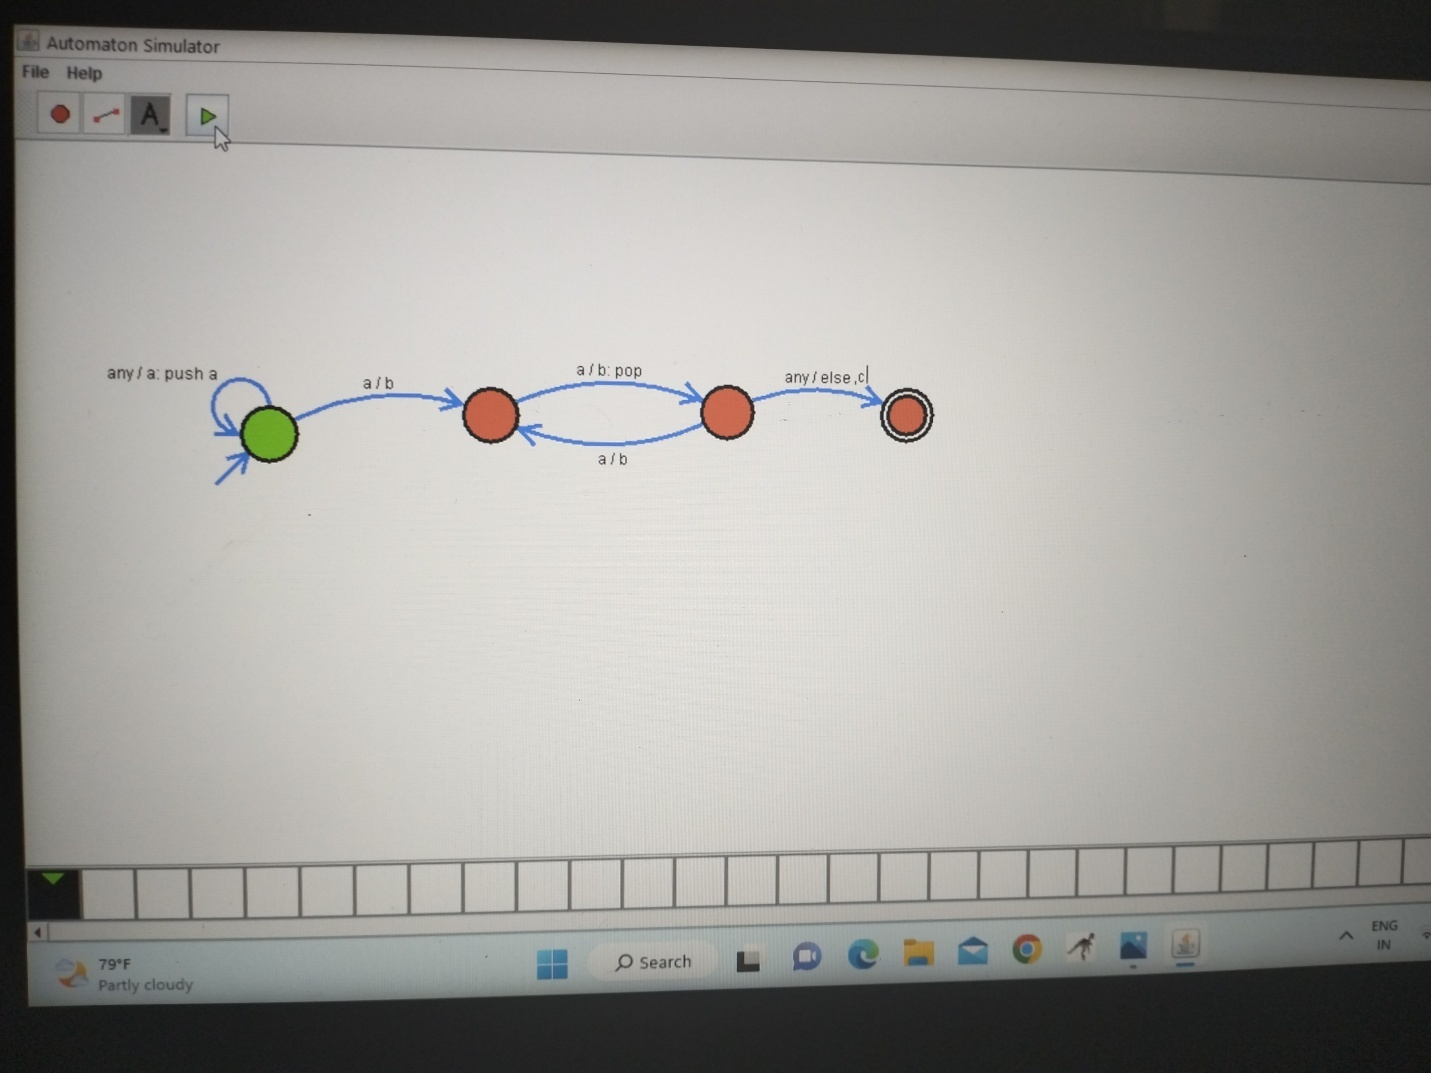 Automaton Simulator
File Help
A
any / a: push a
a / b
a / b: pop
any / else ,c
a / b
79°F
Partly cloudy
Search
ENG
IN